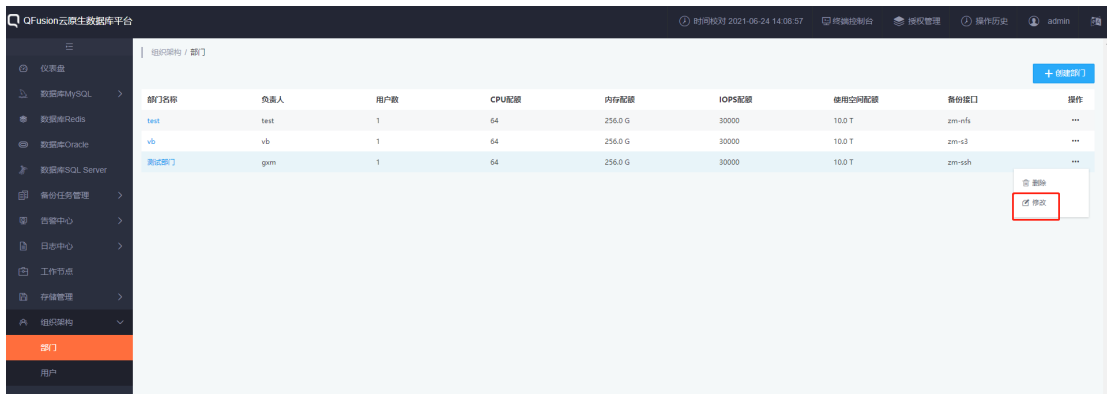 QFusion云原生数据库平台 时间校对 2021-06-24 14:08:57 终端控制台 授权管理 操作历史 admin
组织架构 / 部门
仪表盘
创建部门
数据库MySQL
部门名称 负责人 用户数 CPU配额 内存配额 IOPS配额 使用空间配额 备份接口 操作
数据库Redis
test test 1 64 256.0 G 30000 10.0 T zm-nfs ...
数据库Oracle
vb vb 1 64 256.0 G 30000 10.0 T zm-s3 ...
数据库SQL Server
测试部门 gxm 1 64 256.0 G 30000 10.0 T zm-ssh ...
删除
备份任务管理
修改
告警中心
日志中心
工作节点
存储管理
组织架构
部门
用户